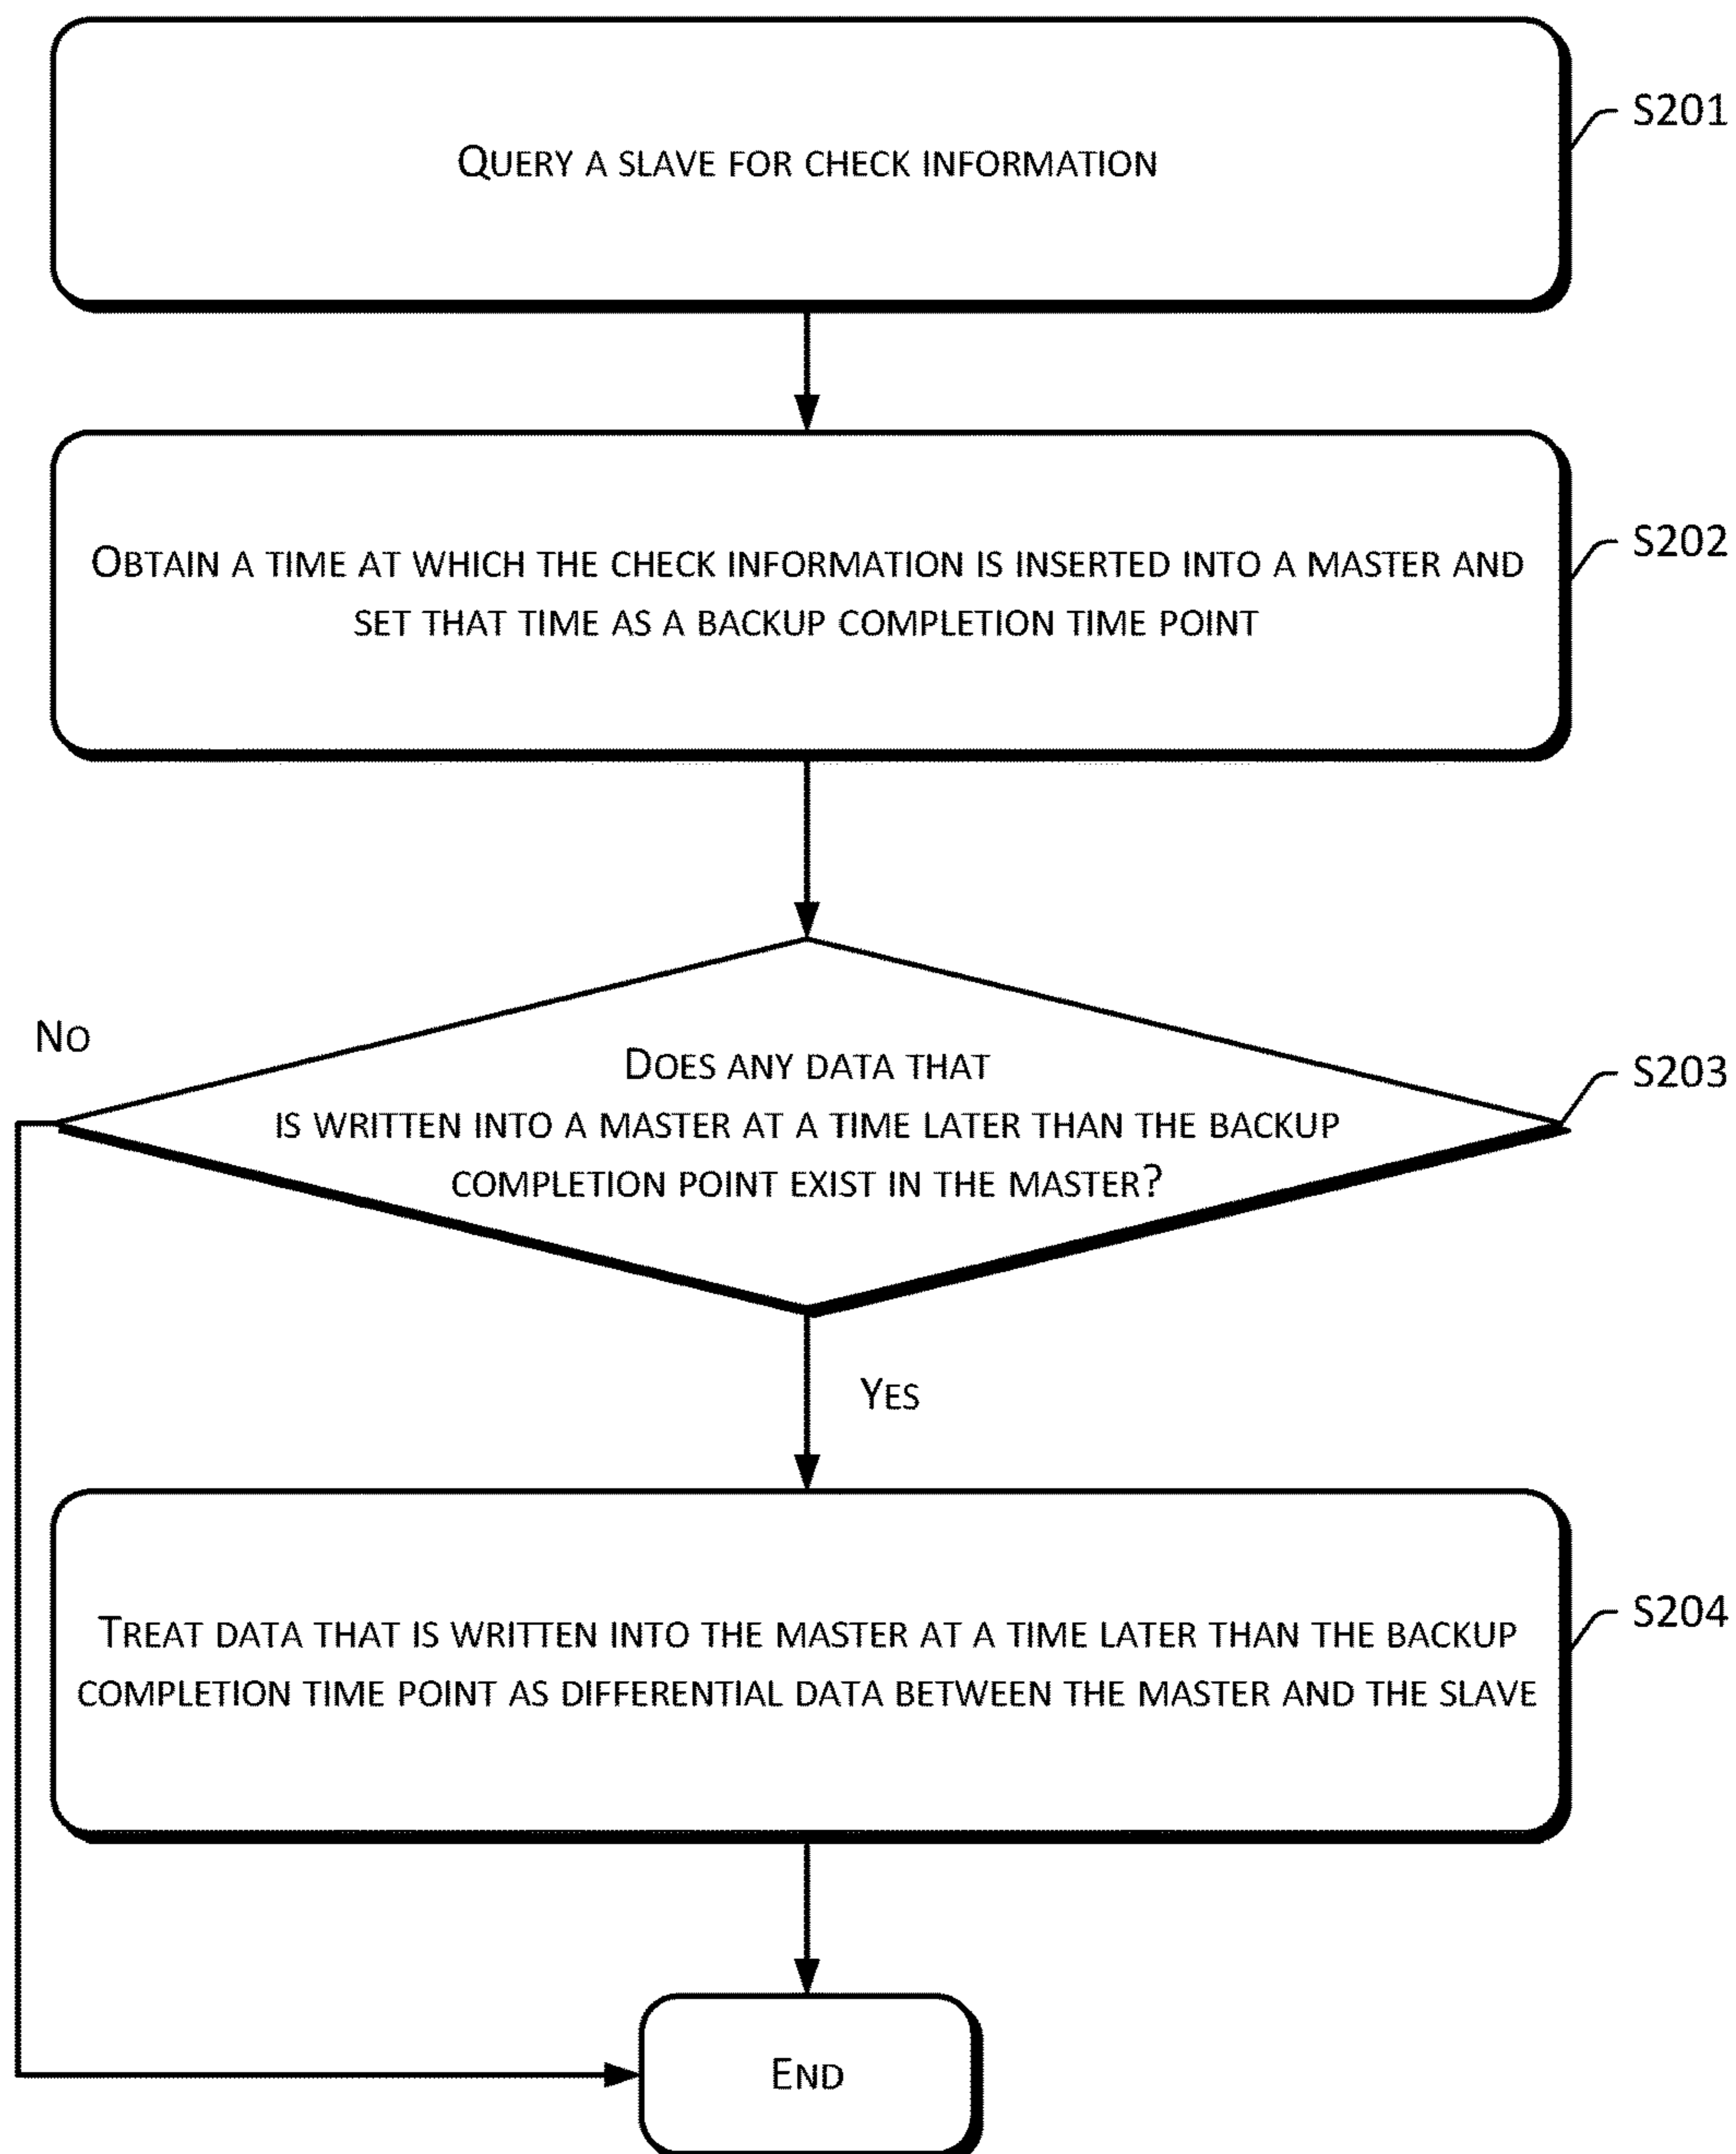 QUERY A SLAVE FOR CHECK INFORMATION
S201
OBTAIN A TIME AT WHICH THE CHECK INFORMATION IS INSERTED INTO A MASTER AND
SET THAT TIME AS A BACKUP COMPLETION TIME POINT
S202
NO
DOES ANY DATA THAT
IS WRITTEN INTO A MASTER AT A TIME LATER THAN THE BACKUP
COMPLETION POINT EXIST IN THE MASTER?
S203
YES
TREAT DATA THAT IS WRITTEN INTO THE MASTER AT A TIME LATER THAN THE BACKUP
COMPLETION TIME POINT AS DIFFERENTIAL DATA BETWEEN THE MASTER AND THE SLAVE
S204
END